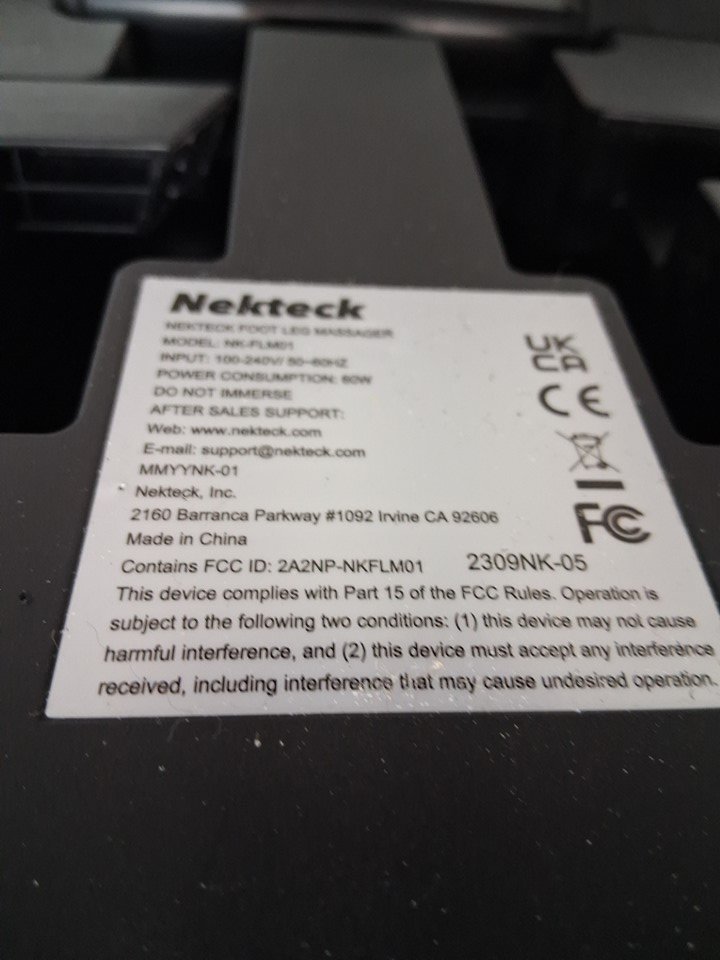 Nekteck
NEKTECK FOOT LEG MASSAGER
MODEL: NK-FLM01
INPUT: 100-240V/ 50-60HZ
POWER CONSUMPTION: 60W
DO NOT IMMERSE
AFTER SALES SUPPORT:
Web: www.nekteck.com
E-mail: support@nekteck.com
MMYYNK-01
Nekteck, Inc.
2160 Barranca Parkway #1092 Irvine CA 92606
Made in China
Contains FCC ID: 2A2NP-NKFLM01 2309NK-05
This device complies with Part 15 of the FCC Rules. Operation is
subject to the following two conditions: (1) this device may not cause
harmful interference, and (2) this device must accept any interference
received, including interference that may cause undesired operation.
UK
CA
CE
FC